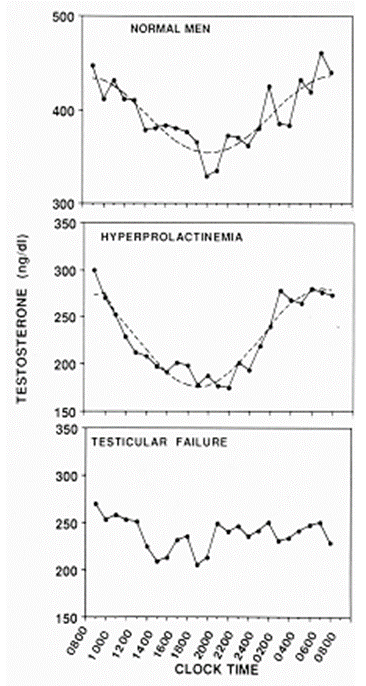 500
NORMAL MEN
400
300
350
HYPERPROLACTINEMIA
300
250
200
150
350
TESTICULAR FAILURE
300
250
200
150
TESTOSTERONE (ng/dl)
0800 1000 1200 1400 1600 1800 2000 2200 2400 0200 0400 0600 0800
CLOCK TIME